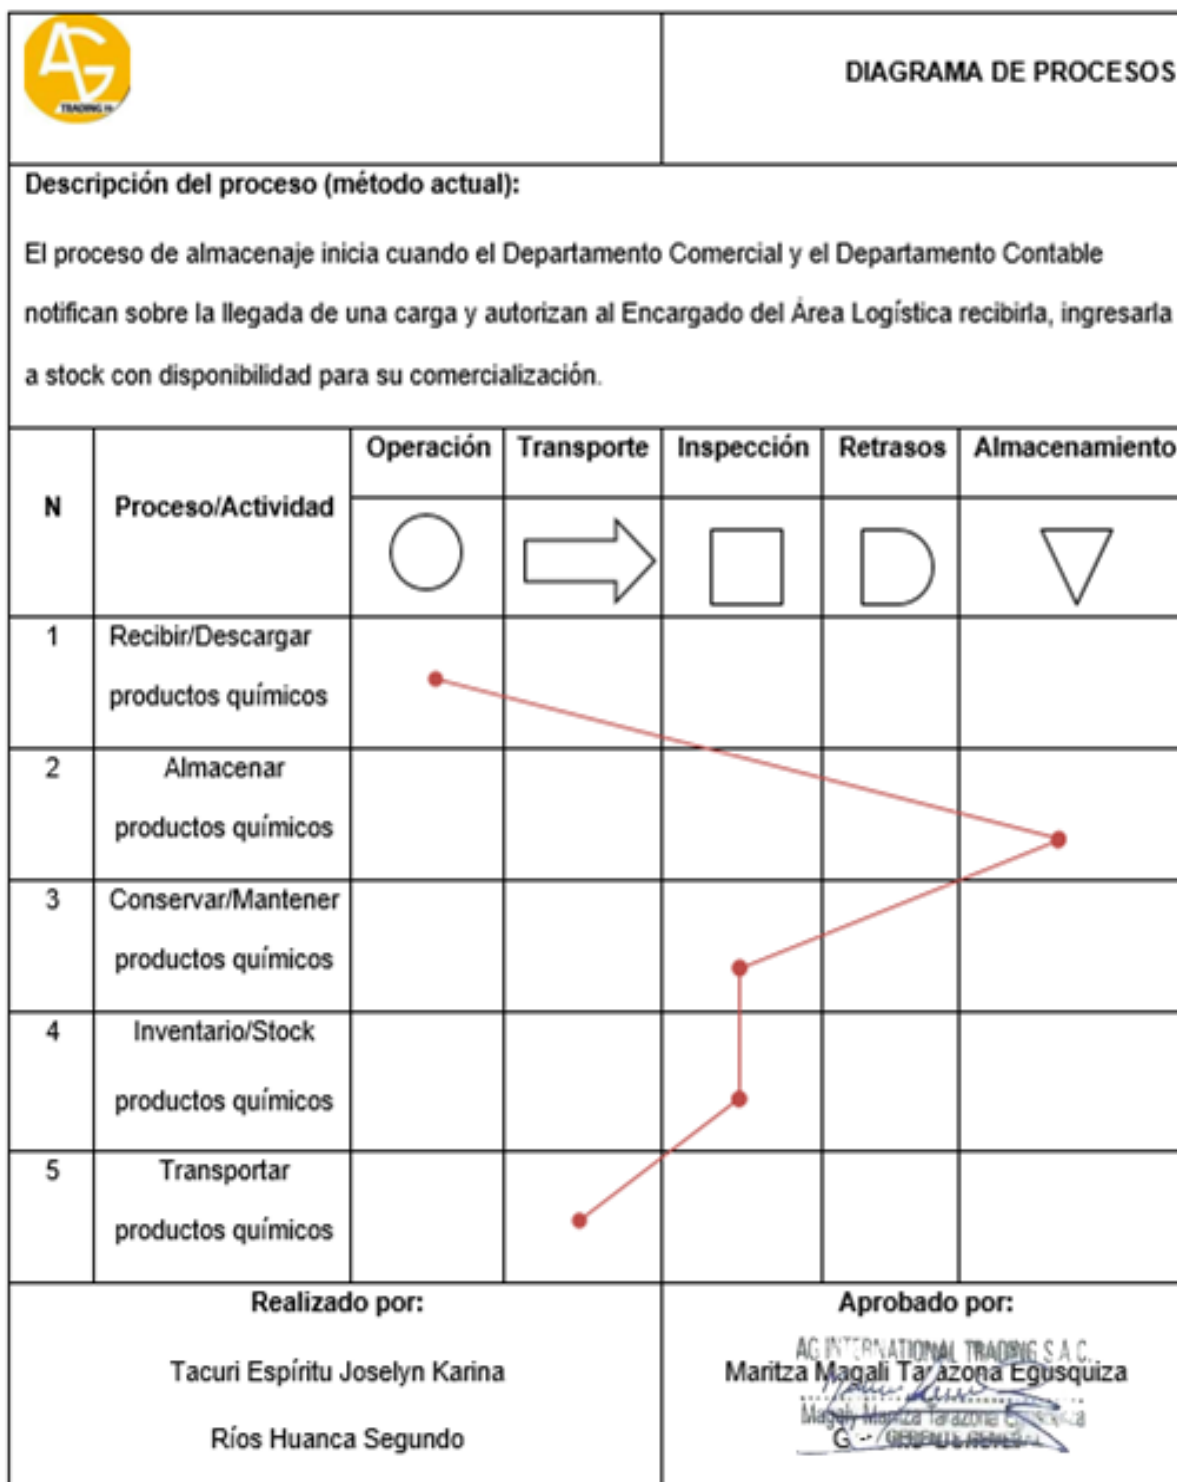 AG
TRADING
DIAGRAMA DE PROCESOS
Descripción del proceso (método actual):
El proceso de almacenaje inicia cuando el Departamento Comercial y el Departamento Contable
notifican sobre la llegada de una carga y autorizan al Encargado del Área Logística recibirla, ingresarla
a stock con disponibilidad para su comercialización.
N
Proceso/Actividad
Operación
Transporte
Inspección
Retrasos
Almacenamiento
1
Recibir/Descargar
productos químicos
2
Almacenar
productos químicos
3
Conservar/Mantener
productos químicos
4
Inventario/Stock
productos químicos
5
Transportar
productos químicos
Realizado por:
Tacuri Espíritu Joselyn Karina
Ríos Huanca Segundo
Aprobado por:
AG INTERNATIONAL TRADING S.A.C.
Maritza Magali Tarazona Egusquiza
Magaly Maritza Tarazona